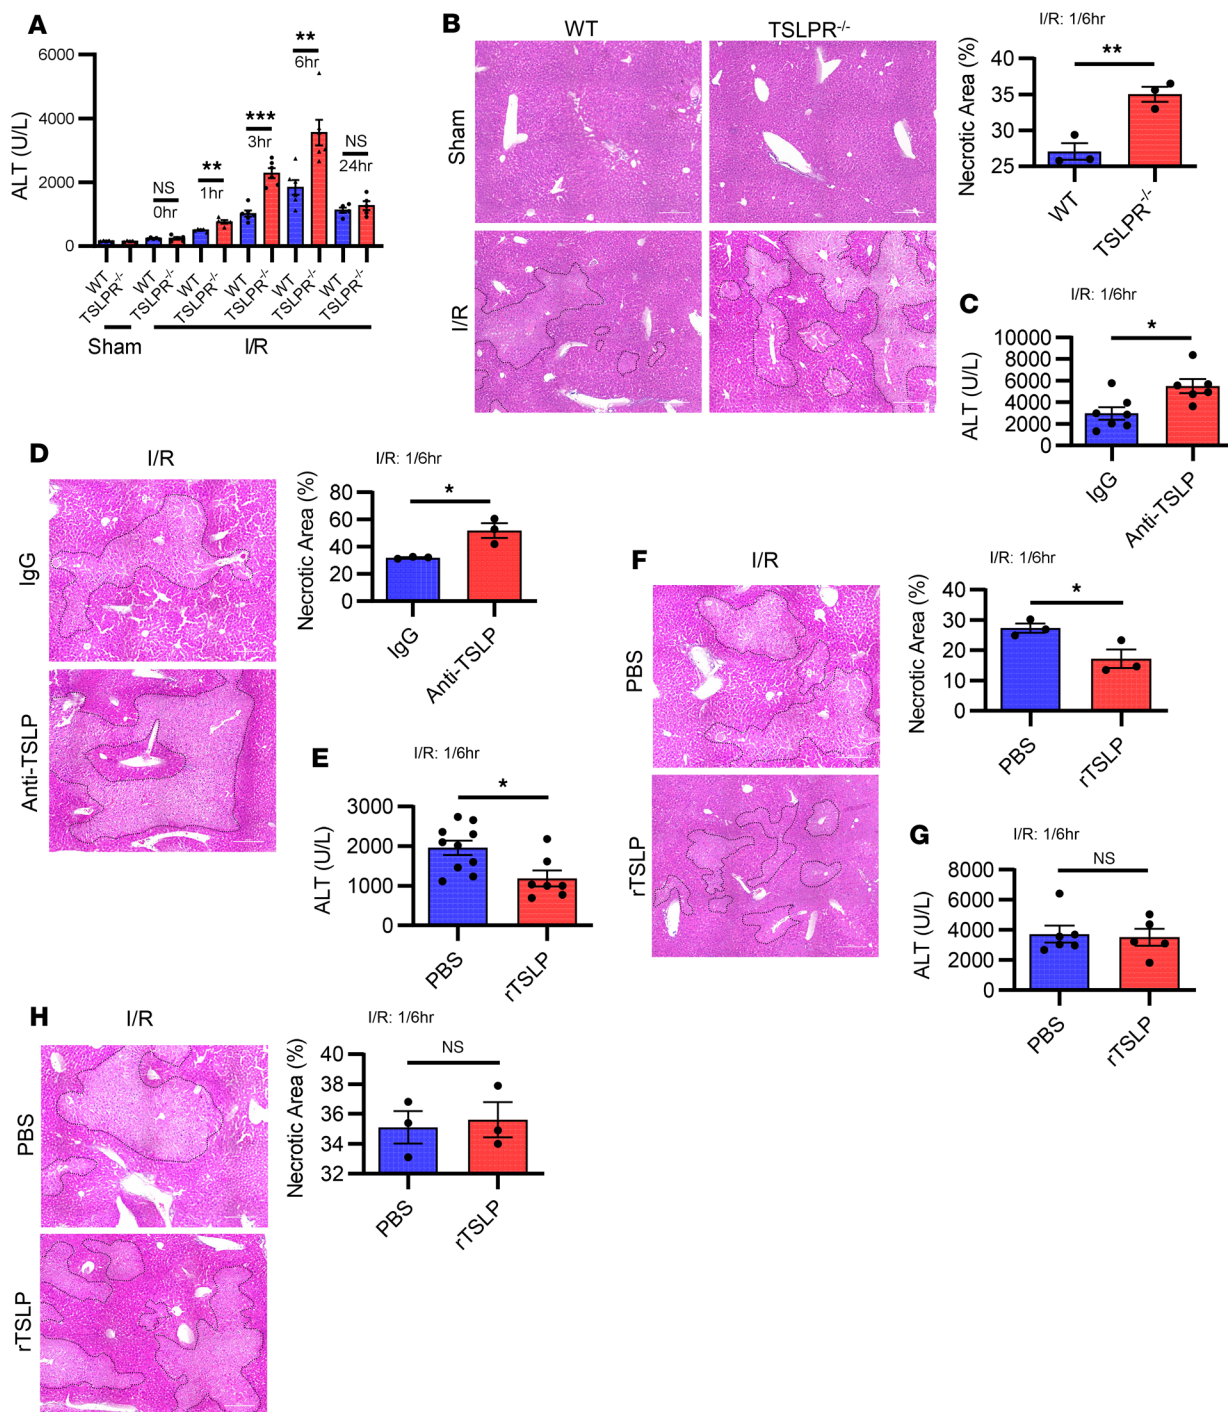 A
ALT (U/L)
6000
4000
2000
0
NS
0hr
**
1hr
***
3hr
**
6hr
NS
24hr
WT
TSLPR-/-
WT
TSLPR-/-
WT
TSLPR-/-
WT
TSLPR-/-
WT
TSLPR-/-
WT
TSLPR-/-
Sham
I/R
B
WT
TSLPR-/-
Sham
I/R
I/R: 1/6hr
Necrotic Area (%)
40
35
30
25
**
WT
TSLPR-/-
C
I/R: 1/6hr
ALT (U/L)
10000
8000
6000
4000
2000
0
*
IgG
Anti-TSLP
D
I/R
IgG
Anti-TSLP
I/R: 1/6hr
Necrotic Area (%)
80
60
40
20
0
*
IgG
Anti-TSLP
E
I/R: 1/6hr
ALT (U/L)
3000
2000
1000
0
*
PBS
rTSLP
F
I/R
PBS
rTSLP
I/R: 1/6hr
Necrotic Area (%)
40
30
20
10
0
*
PBS
rTSLP
G
I/R: 1/6hr
ALT (U/L)
8000
6000
4000
2000
0
NS
PBS
rTSLP
H
I/R
PBS
rTSLP
I/R: 1/6hr
Necrotic Area (%)
40
38
36
34
32
NS
PBS
rTSLP